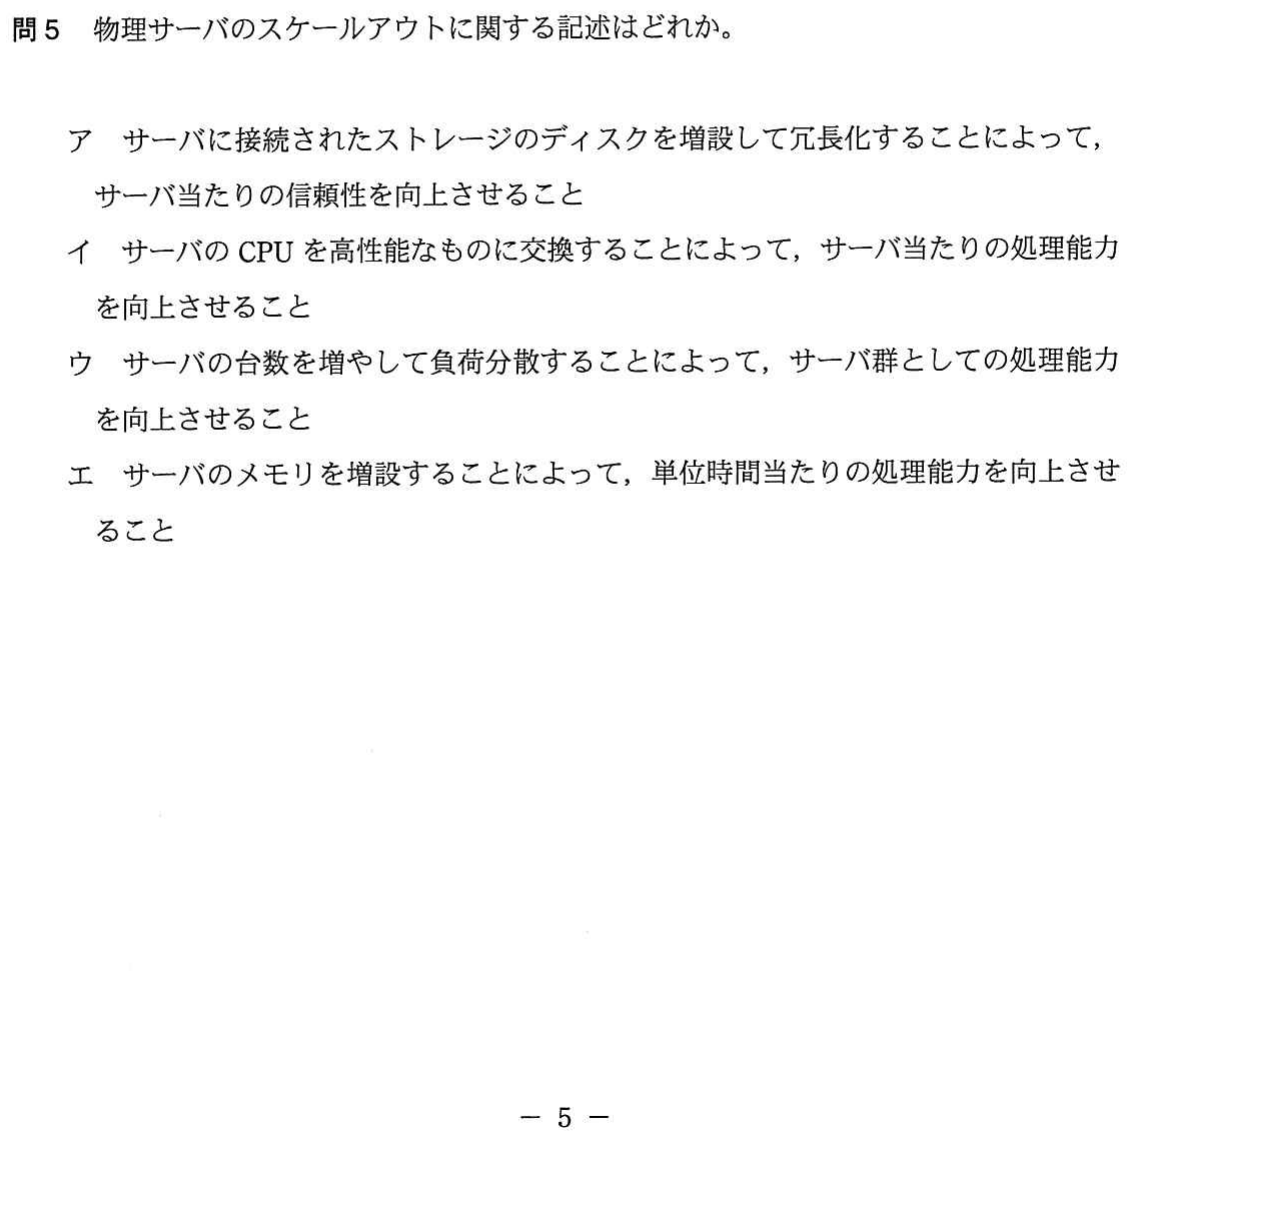 問5　物理サーバのスケールアウトに関する記述はどれか。
ア　サーバに接続されたストレージのディスクを増設して冗長化することによって，
サーバ当たりの信頼性を向上させること
イ　サーバの CPU を高性能なものに交換することによって，サーバ当たりの処理能力
を向上させること
ウ　サーバの台数を増やして負荷分散することによって，サーバ群としての処理能力
を向上させること
エ　サーバのメモリを増設することによって，単位時間当たりの処理能力を向上させ
ること
－ 5 －